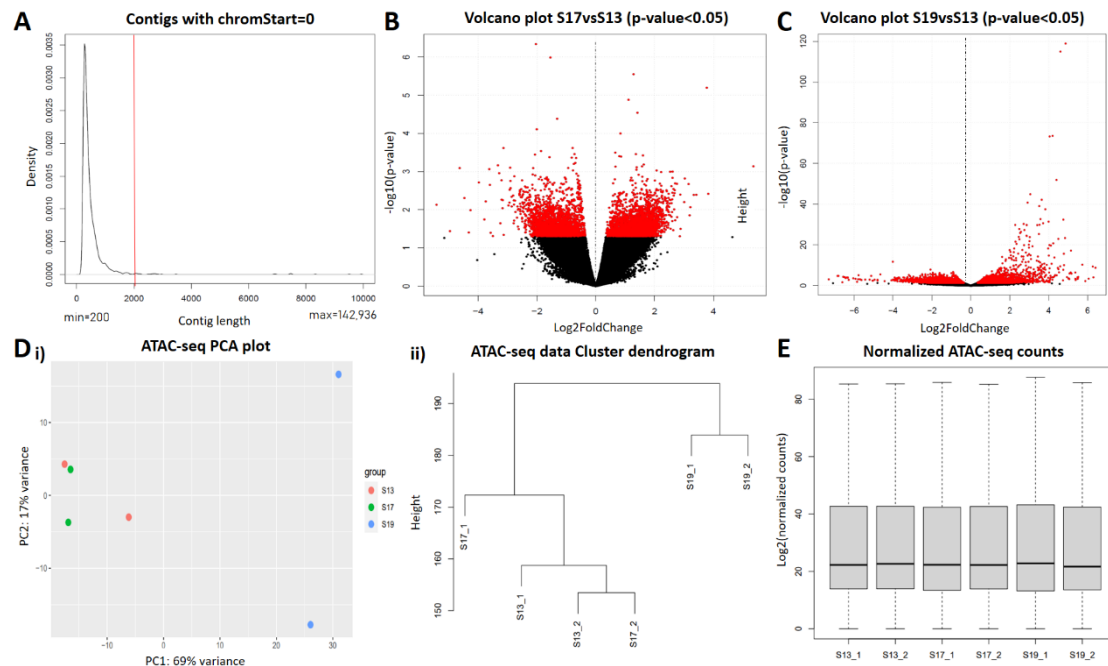 A
Contigs with chromStart=0
Density
0.0035
0.0030
0.0025
0.0020
0.0015
0.0010
0.0005
0.0000
0 2000 4000 6000 8000 10000
min=200
Contig length
max=142,936
B
Volcano plot S17vsS13 (p-value<0.05)
-log10(p-value)
6
5
4
3
2
1
0
-4 -2 0 2 4
Log2FoldChange
Height
C
Volcano plot S19vsS13 (p-value<0.05)
-log10(p-value)
120
100
80
60
40
20
0
-6 -4 -2 0 2 4 6
Log2FoldChange
D
i)
ATAC-seq PCA plot
PC2: 17% variance
10
0
-10
-10 0 10 20 30
PC1: 69% variance
group
S13
S17
S19
ii)
ATAC-seq data Cluster dendrogram
Height
190
180
170
160
150
S17_1
S13_1
S13_2
S17_2
S19_1
S19_2
E
Normalized ATAC-seq counts
Log2(normalized counts)
80
60
40
20
0
S13_1 S13_2 S17_1 S17_2 S19_1 S19_2